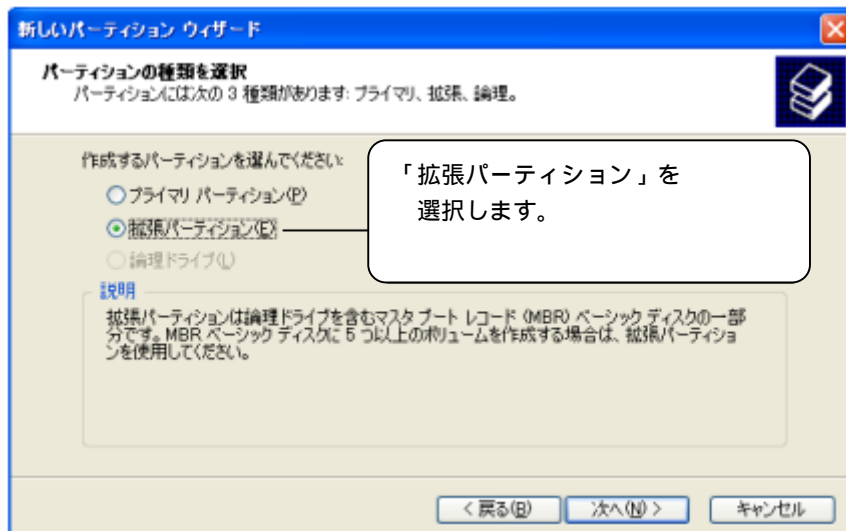 新しいパーティション ウィザード
パーティションの種類を選択
パーティションには次の 3 種類があります: プライマリ、拡張、論理。
作成するパーティションを選んでください:
プライマリ パーティション(P)
拡張パーティション(E)
論理ドライブ(L)
「拡張パーティション」を
選択します。
説明
拡張パーティションは論理ドライブを含むマスタ ブート レコード (MBR) ベーシック ディスクの一部
分です。MBR ベーシック ディスクに 5 つ以上のボリュームを作成する場合は、拡張パーティショ
ンを使用してください。
< 戻る(B)
次へ(N) >
キャンセル